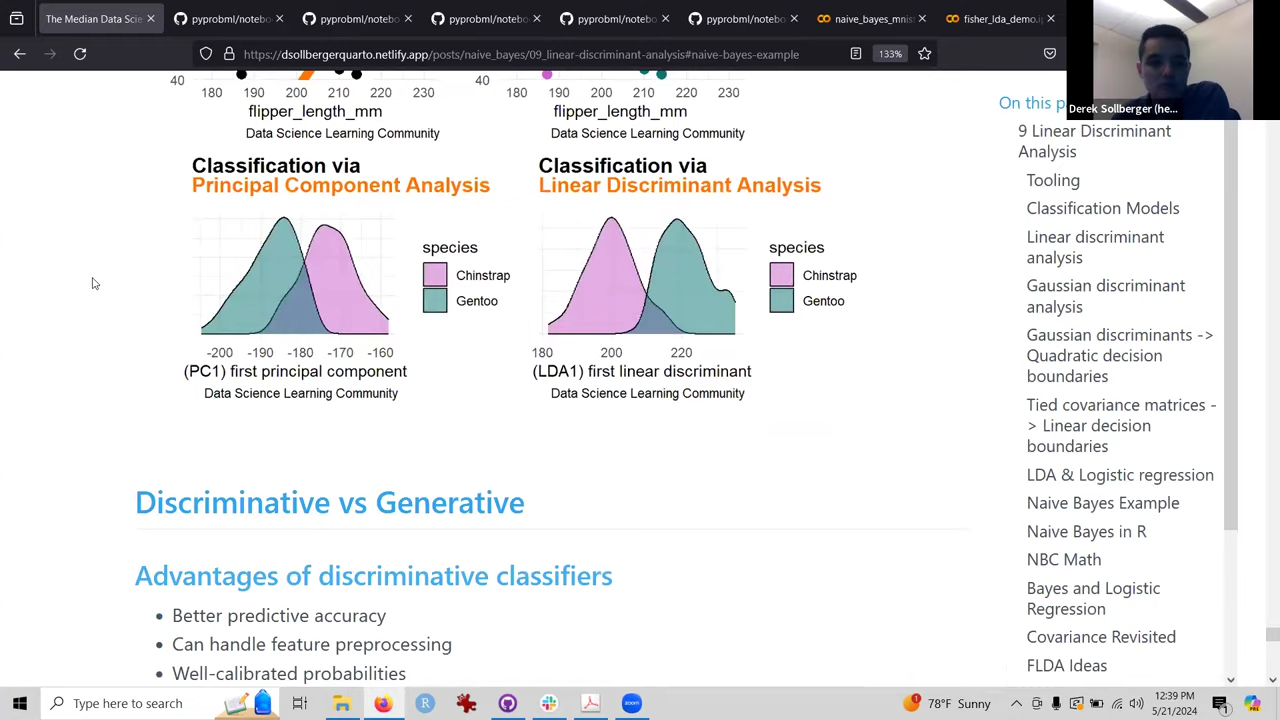 The Median Data Scie
pyprobml/notebo
pyprobml/notebo
pyprobml/notebo
pyprobml/notebo
pyprobml/notebo
naive_bayes_mnis
fisher_lda_demo.i
https://dsollbergerquarto.netlify.app/posts/naive_bayes/09_linear-discriminant-analysis#naive-bayes-example
133%
Derek Sollberger (he...
40
180 190 200 210 220 230
flipper_length_mm
Data Science Learning Community
40
180 190 200 210 220 230
flipper_length_mm
Data Science Learning Community
Classification via
Principal Component Analysis
species
Chinstrap
Gentoo
-200 -190 -180 -170 -160
(PC1) first principal component
Data Science Learning Community
Classification via
Linear Discriminant Analysis
species
Chinstrap
Gentoo
180 200 220
(LDA1) first linear discriminant
Data Science Learning Community
Discriminative vs Generative
Advantages of discriminative classifiers
• Better predictive accuracy
• Can handle feature preprocessing
• Well-calibrated probabilities
On this p
9 Linear Discriminant
Analysis
Tooling
Classification Models
Linear discriminant
analysis
Gaussian discriminant
analysis
Gaussian discriminants ->
Quadratic decision
boundaries
Tied covariance matrices -
> Linear decision
boundaries
LDA & Logistic regression
Naive Bayes Example
Naive Bayes in R
NBC Math
Bayes and Logistic
Regression
Covariance Revisited
FLDA Ideas
Type here to search
R
zoom
1
78°F Sunny
12:39 PM
5/21/2024
1